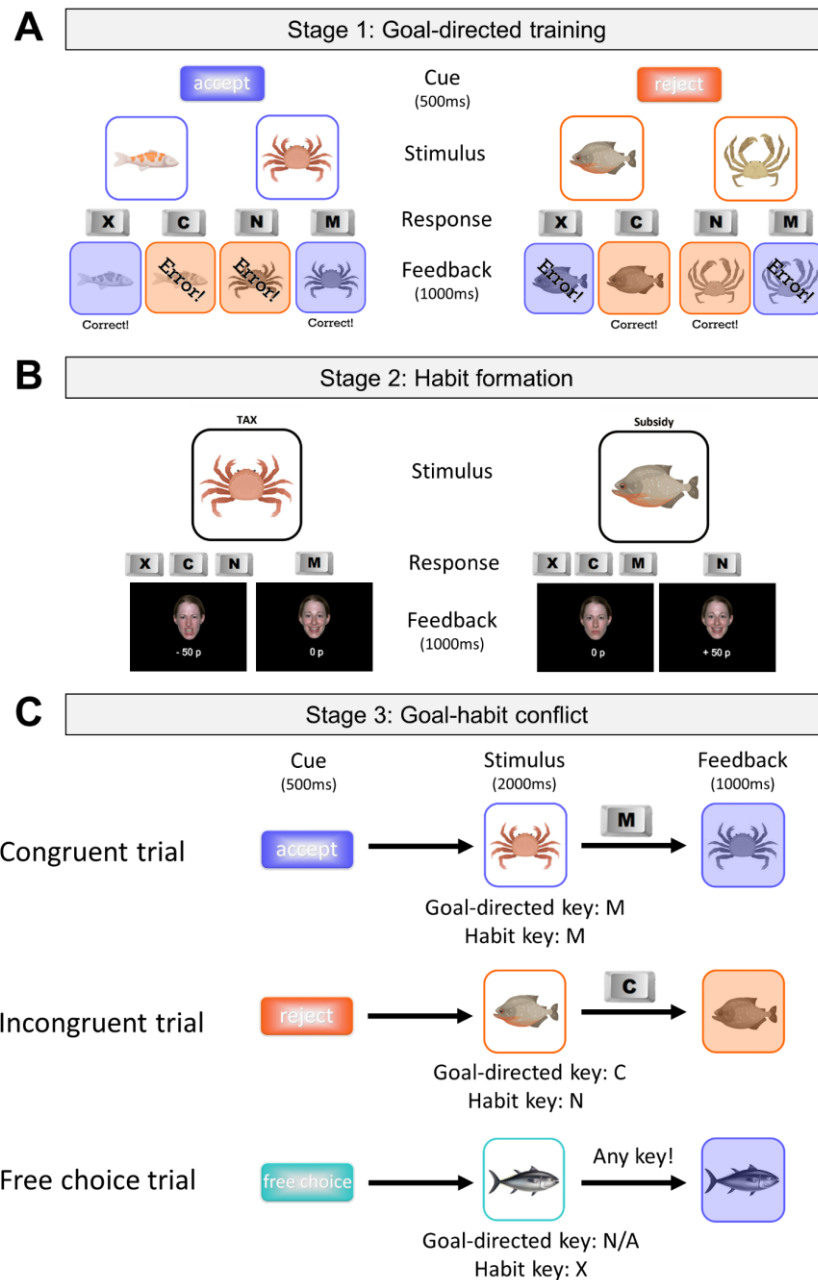 A
Stage 1: Goal-directed training
accept
Cue
(500ms)
reject
Stimulus
X C N M
Response
X C N M
Error! Error!
Feedback
(1000ms)
Error! Error!
Correct! Correct!
Correct! Correct!
B
Stage 2: Habit formation
TAX
Subsidy
Stimulus
X C N M
Response
X C M N
Feedback
(1000ms)
- 50 p
0 p
0 p
+ 50 p
C
Stage 3: Goal-habit conflict
Cue
(500ms)
Stimulus
(2000ms)
Feedback
(1000ms)
Congruent trial
accept
M
Goal-directed key: M
Habit key: M
Incongruent trial
reject
C
Goal-directed key: C
Habit key: N
Free choice trial
free choice
Any key!
Goal-directed key: N/A
Habit key: X